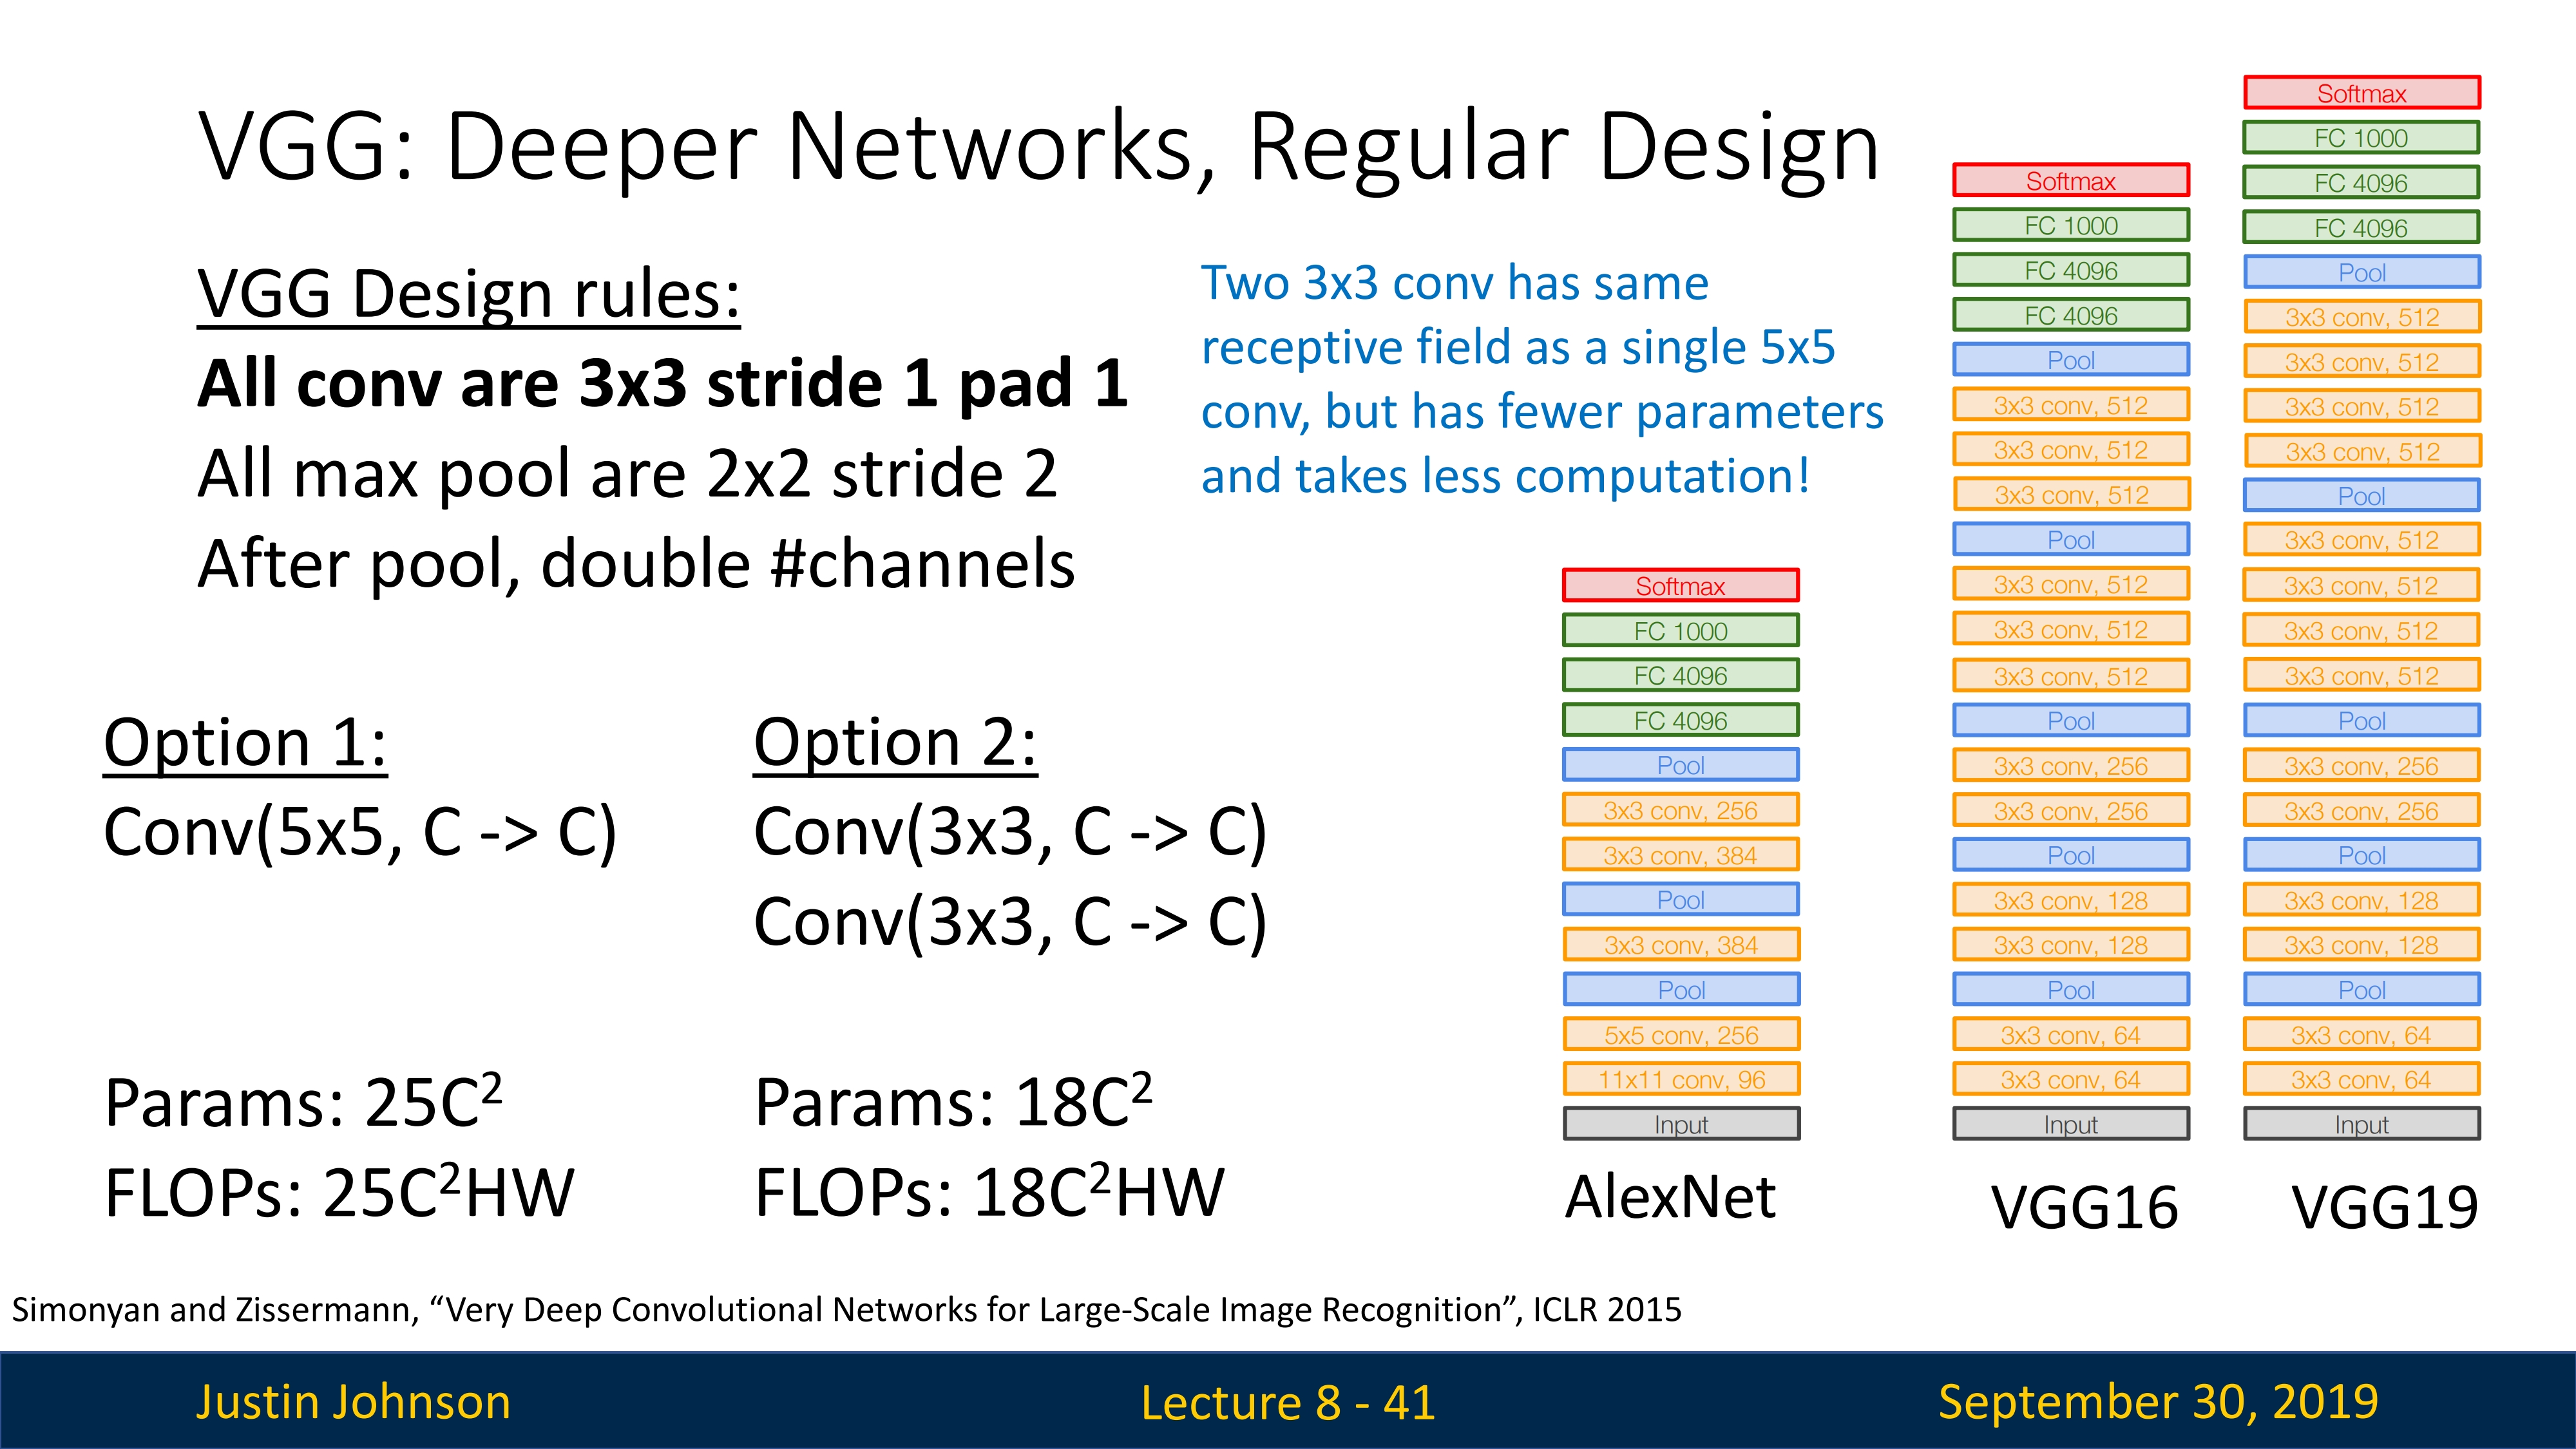 VGG: Deeper Networks, Regular Design
VGG Design rules:
All conv are 3x3 stride 1 pad 1
All max pool are 2x2 stride 2
After pool, double #channels
Two 3x3 conv has same
receptive field as a single 5x5
conv, but has fewer parameters
and takes less computation!
Option 1:
Conv(5x5, C -> C)
Params: 25C²
FLOPs: 25C²HW
Option 2:
Conv(3x3, C -> C)
Conv(3x3, C -> C)
Params: 18C²
FLOPs: 18C²HW
Softmax
FC 1000
FC 4096
FC 4096
Pool
3x3 conv, 256
3x3 conv, 384
Pool
3x3 conv, 384
Pool
5x5 conv, 256
11x11 conv, 96
Input
AlexNet
Softmax
FC 1000
FC 4096
FC 4096
Pool
3x3 conv, 512
3x3 conv, 512
3x3 conv, 512
Pool
3x3 conv, 512
3x3 conv, 512
3x3 conv, 512
Pool
3x3 conv, 256
3x3 conv, 256
Pool
3x3 conv, 128
3x3 conv, 128
Pool
3x3 conv, 64
3x3 conv, 64
Input
VGG16
Softmax
FC 1000
FC 4096
FC 4096
Pool
3x3 conv, 512
3x3 conv, 512
3x3 conv, 512
3x3 conv, 512
Pool
3x3 conv, 512
3x3 conv, 512
3x3 conv, 512
3x3 conv, 512
Pool
3x3 conv, 256
3x3 conv, 256
Pool
3x3 conv, 128
3x3 conv, 128
Pool
3x3 conv, 64
3x3 conv, 64
Input
VGG19
Simonyan and Zissermann, “Very Deep Convolutional Networks for Large-Scale Image Recognition”, ICLR 2015
Justin Johnson
Lecture 8 - 41
September 30, 2019